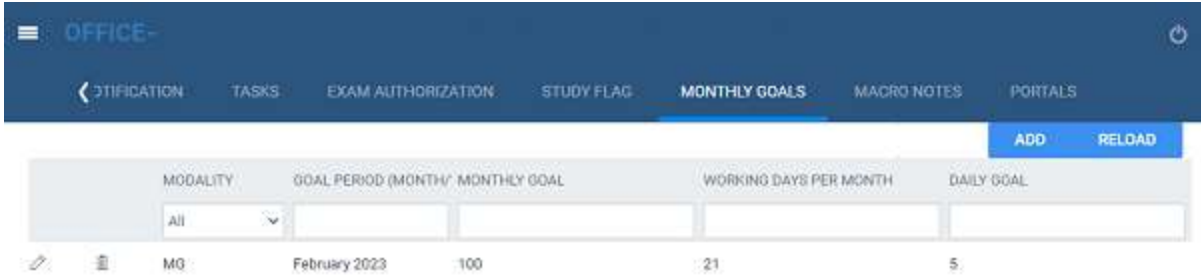 OFFICE-
OTIFICATION TASKS EXAM AUTHORIZATION STUDY FLAG MONTHLY GOALS MACRO NOTES PORTALS
ADD RELOAD
MODALITY GOAL PERIOD (MONTH/ MONTHLY GOAL WORKING DAYS PER MONTH DAILY GOAL
All
MG February 2023 100 21 5